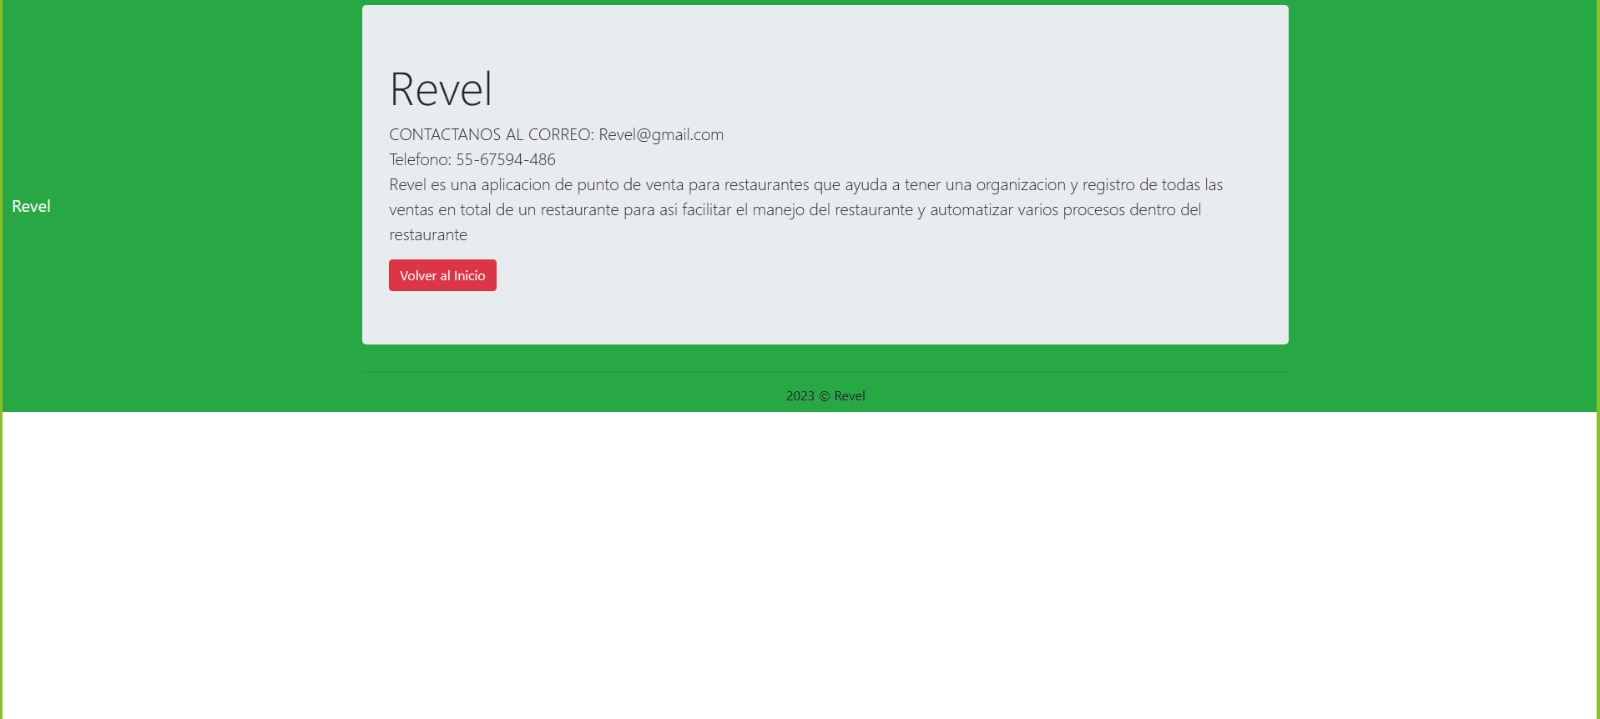 Revel
Revel
CONTACTANOS AL CORREO: Revel@gmail.com
Telefono: 55-67594-486
Revel es una aplicacion de punto de venta para restaurantes que ayuda a tener una organizacion y registro de todas las
ventas en total de un restaurante para asi facilitar el manejo del restaurante y automatizar varios procesos dentro del
restaurante
Volver al Inicio
2023 © Revel